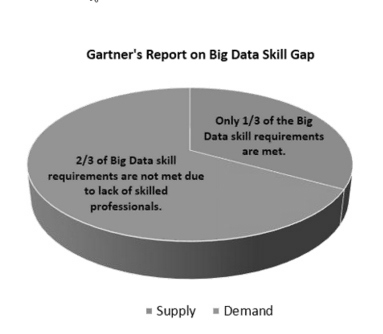 Gartner's Report on Big Data Skill Gap
Only 1/3 of the Big
Data skill requirements
are met.
2/3 of Big Data skill
requirements are not met due
to lack of skilled
professionals.
Supply Demand